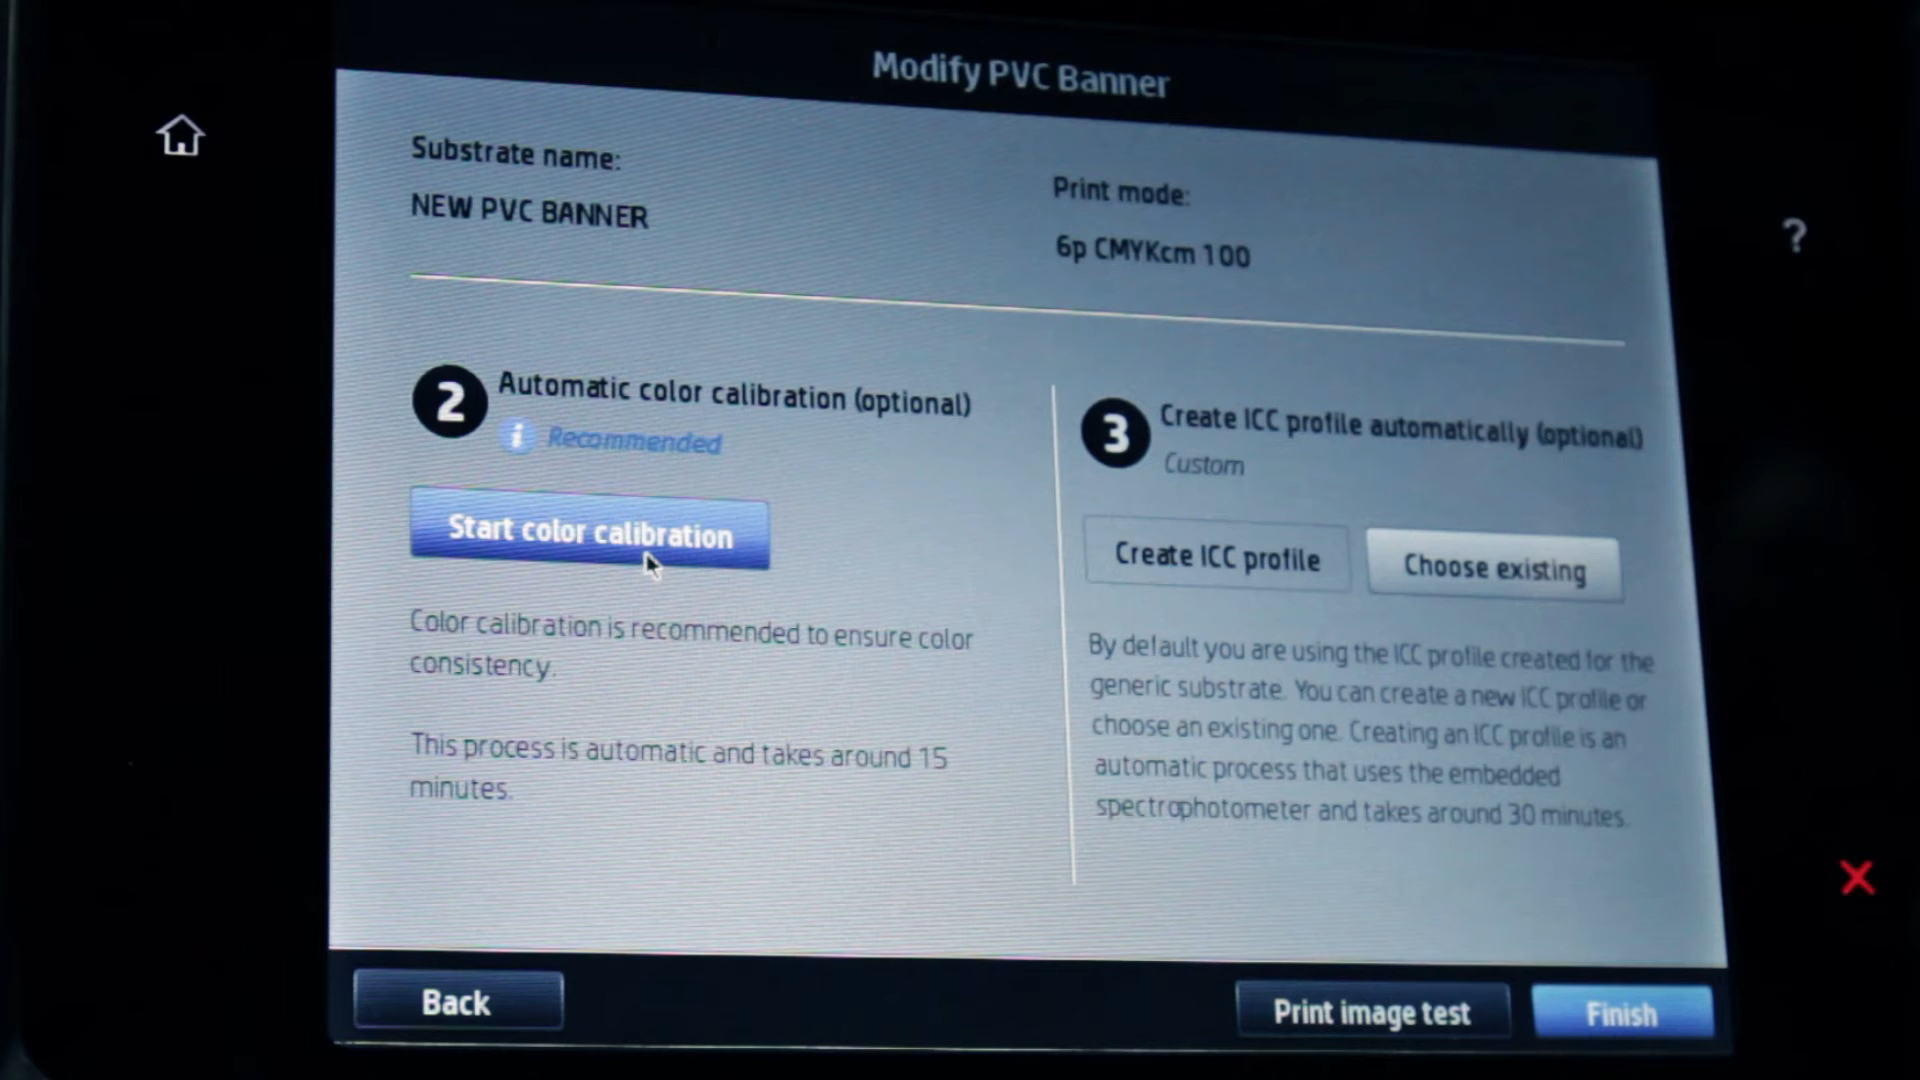 Modify PVC Banner
Substrate name:
NEW PVC BANNER
Print mode:
6p CMYKcm 100
2
Automatic color calibration (optional)
i Recommended
Start color calibration
Color calibration is recommended to ensure color
consistency.
This process is automatic and takes around 15
minutes.
3
Create ICC profile automatically (optional)
Custom
Create ICC profile
Choose existing
By default you are using the ICC profile created for the
generic substrate. You can create a new ICC profile or
choose an existing one. Creating an ICC profile is an
automatic process that uses the embedded
spectrophotometer and takes around 30 minutes.
?
Back
Print image test
Finish